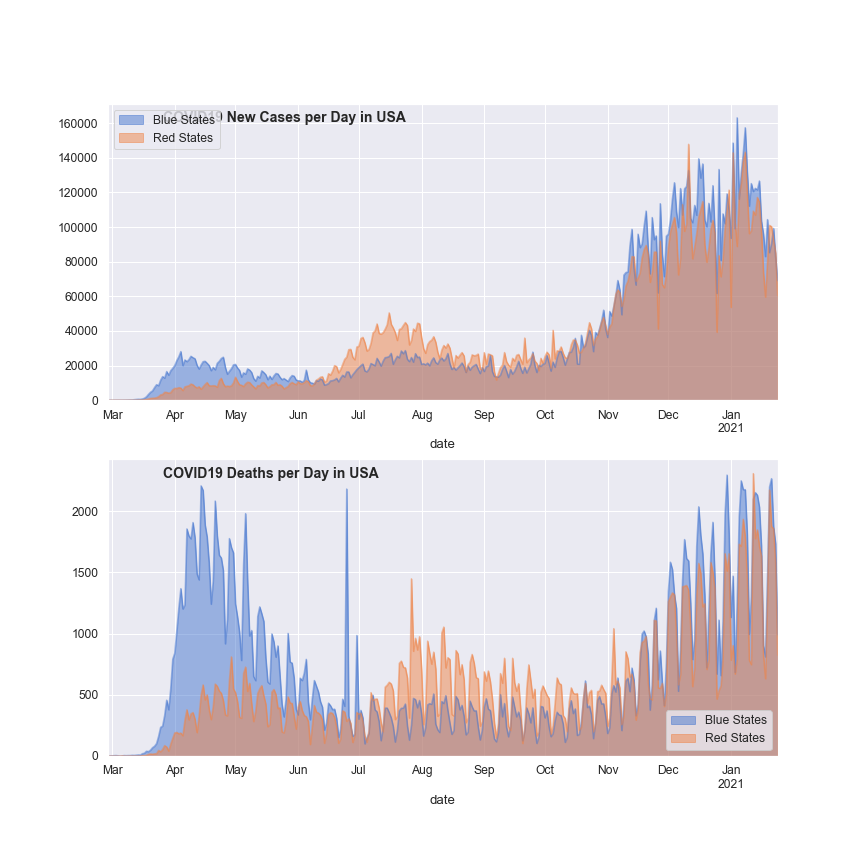 COVID19 New Cases per Day in USA
Blue States
Red States
160000
140000
120000
100000
80000
60000
40000
20000
0
Mar Apr May Jun Jul Aug Sep Oct Nov Dec Jan
2021
date
COVID19 Deaths per Day in USA
2000
1500
1000
500
0
Blue States
Red States
Mar Apr May Jun Jul Aug Sep Oct Nov Dec Jan
2021
date